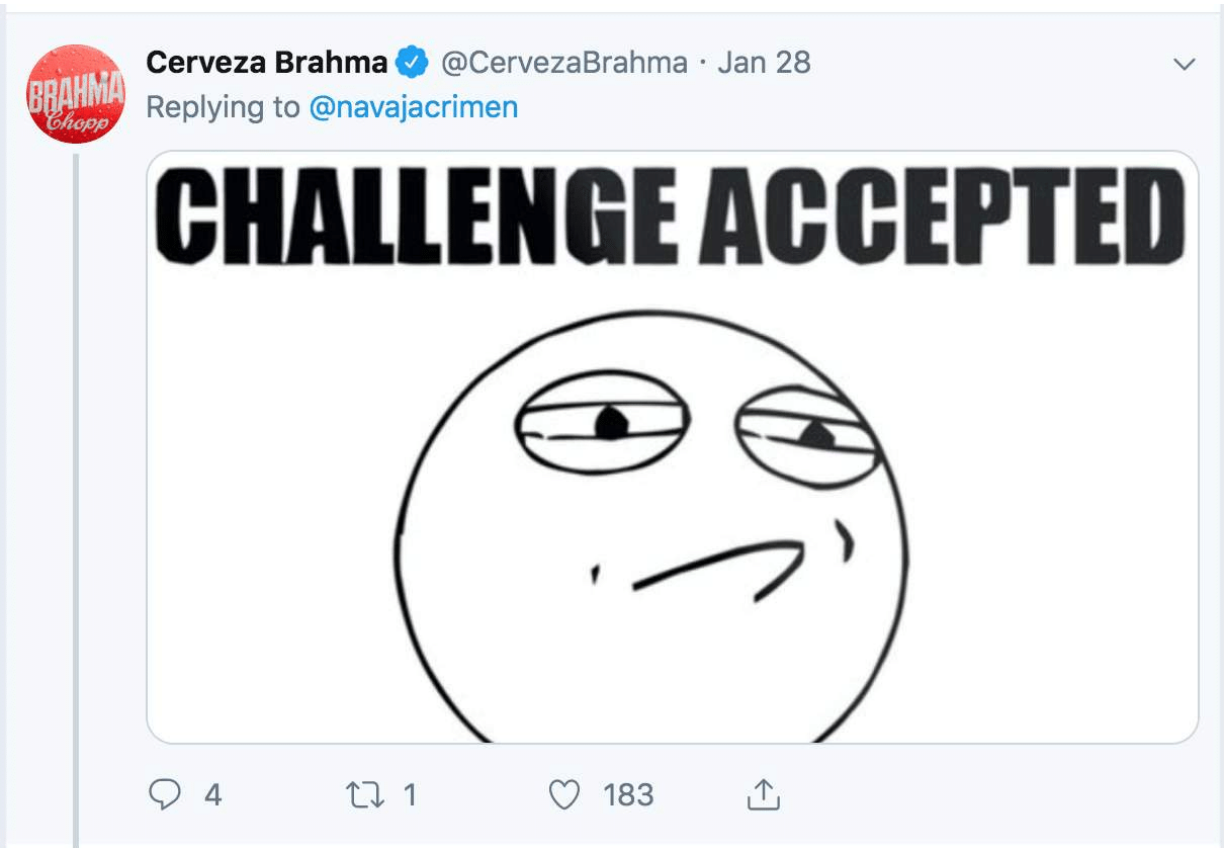 BRAHMA
Chopp
Cerveza Brahma @CervezaBrahma · Jan 28
Replying to @navajacrimen
CHALLENGE ACCEPTED
4 1 183